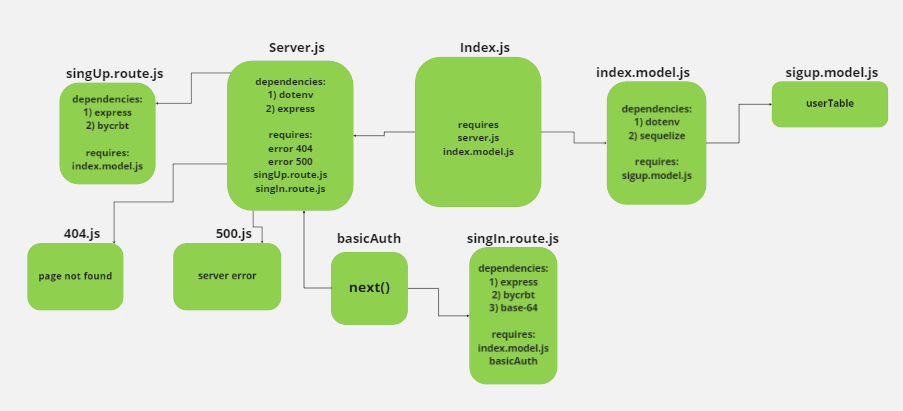 Server.js
dependencies:
1) dotenv
2) express
requires:
error 404
error 500
singUp.route.js
singIn.route.js
Index.js
requires
server.js
index.model.js
singUp.route.js
dependencies:
1) express
2) bycrbt
requires:
index.model.js
index.model.js
dependencies:
1) dotenv
2) sequelize
requires:
sigup.model.js
sigup.model.js
userTable
404.js
page not found
500.js
server error
basicAuth
next()
singIn.route.js
dependencies:
1) express
2) bycrbt
3) base-64
requires:
index.model.js
basicAuth